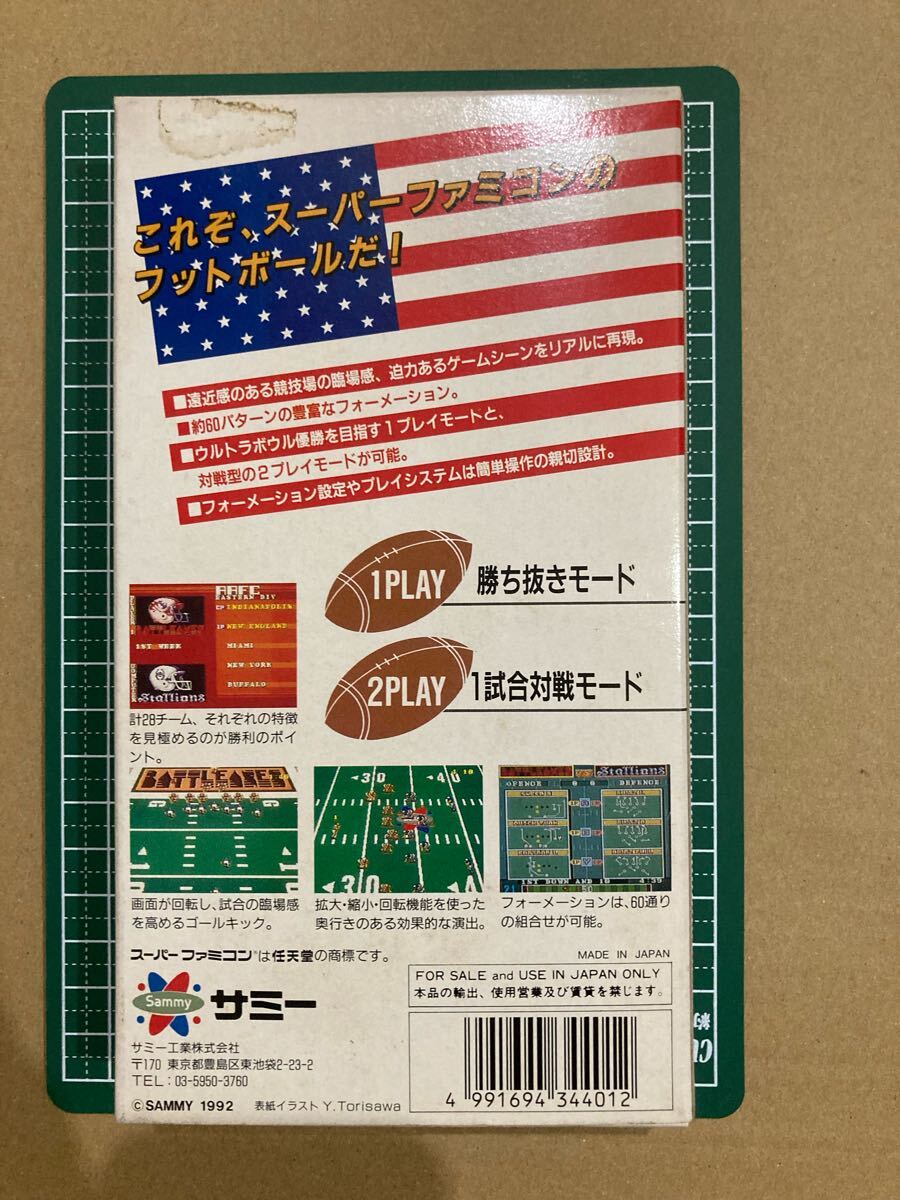 これぞ、スーパーファミコンの
フットボールだ!
■遠近感のある競技場の臨場感、迫力あるゲームシーンをリアルに再現。
■約60パターンの豊富なフォーメーション。
■ウルトラボウル優勝を目指す1プレイモードと、
対戦型の2プレイモードが可能。
■フォーメーション設定やプレイシステムは簡単操作の親切設計。
1PLAY 勝ち抜きモード
2PLAY 1試合対戦モード
EASTERN DIV
CP INDIANAPOLIS
1P NEW ENGLAND
1ST WEEK
MIAMI
NEW YORK
BUFFALO
Stallions
計28チーム、それぞれの特徴
を見極めるのが勝利のポイ
ント。
BATTLEAXES
画面が回転し、試合の臨場感
を高めるゴールキック。
30 40
30 4
拡大・縮小・回転機能を使った
奥行きのある効果的な演出。
Stallions
OFFENCE 0 0 DEFENCE
1ST DOWN AND 10
フォーメーションは、60通り
の組合せが可能。
スーパーファミコン™は任天堂の商標です。
MADE IN JAPAN
FOR SALE and USE IN JAPAN ONLY
本品の輸出、使用営業及び賃貸を禁じます。
Sammy サミー
サミー工業株式会社
〒170 東京都豊島区東池袋2-23-2
TEL:03-5950-3760
©SAMMY 1992 表紙イラスト Y.Torisawa
4 991694 344012